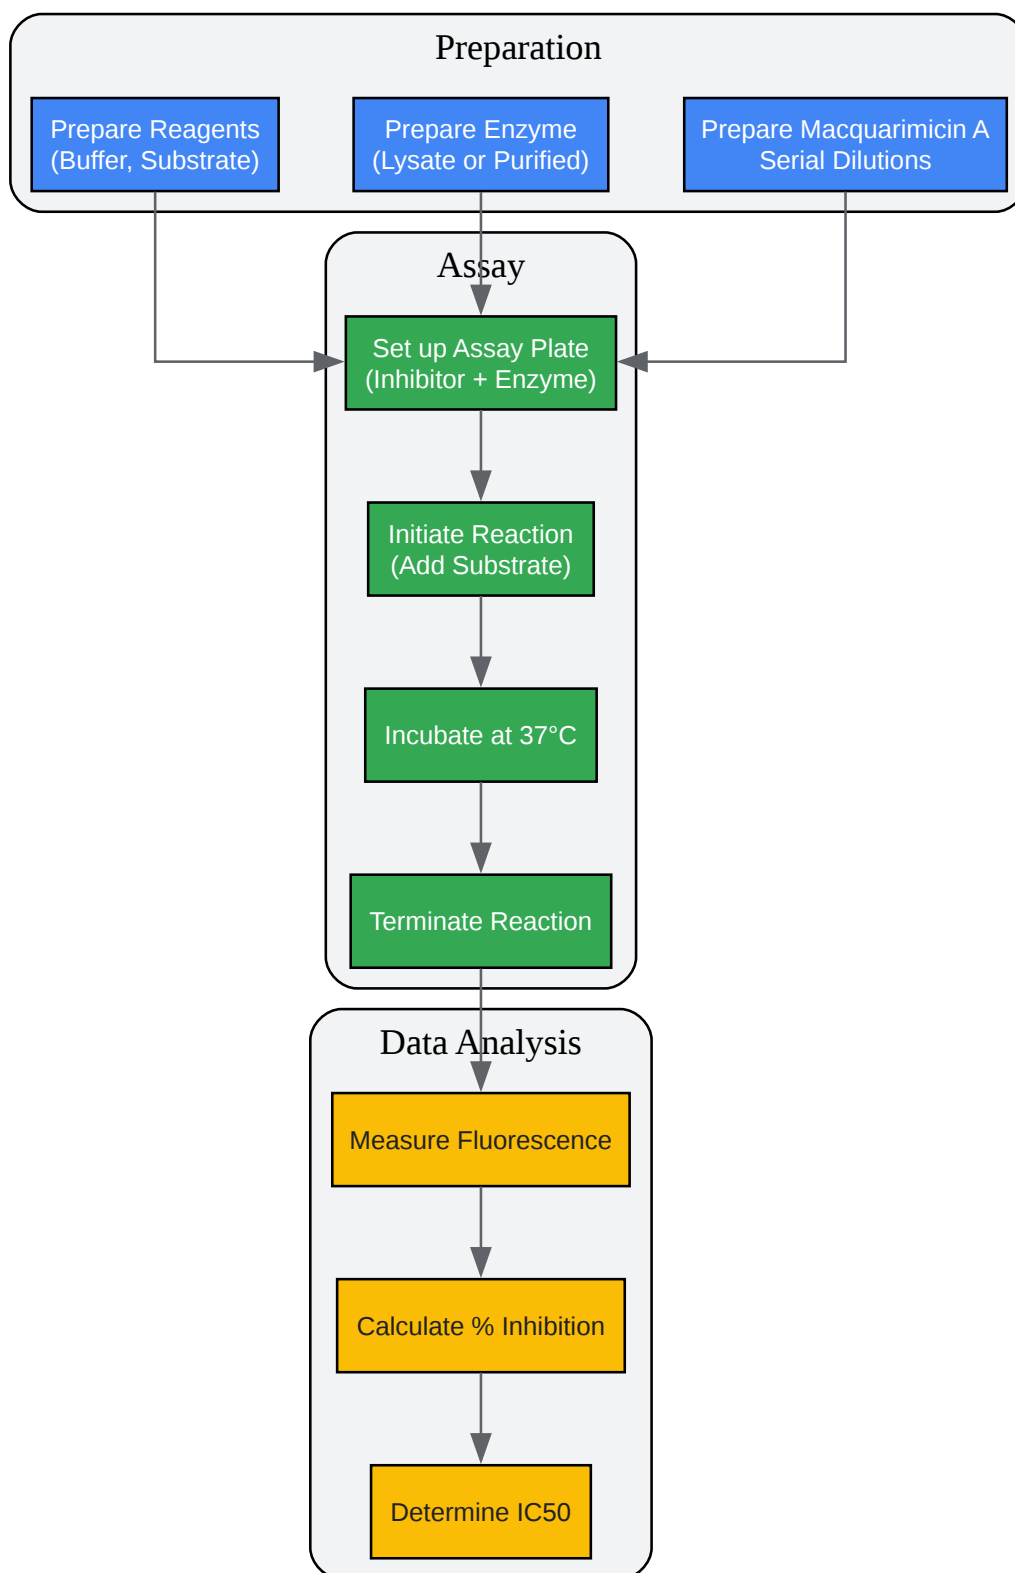 Preparation
Prepare Reagents
(Buffer, Substrate)
Prepare Enzyme
(Lysate or Purified)
Prepare Macquarimicin A
Serial Dilutions
Assay
Set up Assay Plate
(Inhibitor + Enzyme)
Initiate Reaction
(Add Substrate)
Incubate at 37°C
Terminate Reaction
Data Analysis
Measure Fluorescence
Calculate % Inhibition
Determine IC50